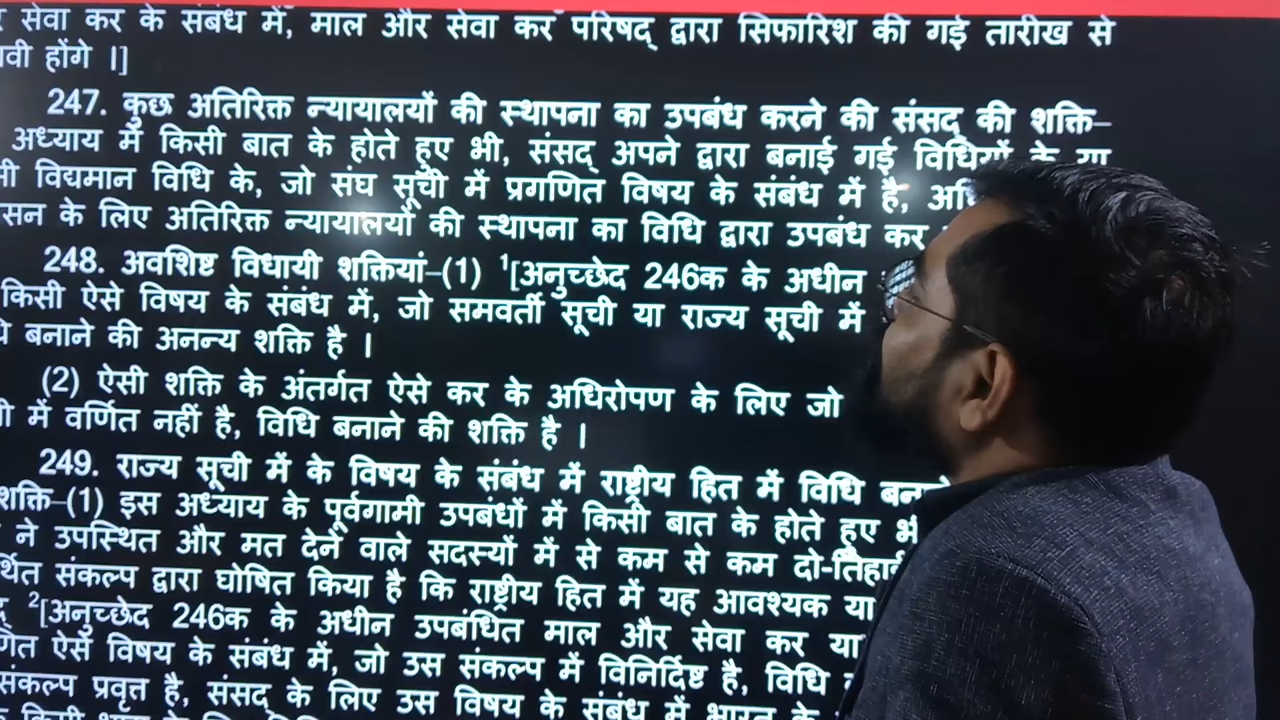 सेवा कर के संबंध में, माल और सेवा कर परिषद् द्वारा सिफारिश की गई तारीख से
होंगे ।]
247. कुछ अतिरिक्त न्यायालयों की स्थापना का उपबंध करने की संसद् की शक्ति–
अध्याय में किसी बात के होते हुए भी, संसद् अपने द्वारा बनाई गई विधियों के या
विद्यमान विधि के, जो संघ सूची में प्रगणित विषय के संबंध में है,
के लिए अतिरिक्त न्यायालयों की स्थापना का विधि द्वारा उपबंध कर
248. अवशिष्ट विधायी शक्तियां–(1) ¹[अनुच्छेद 246क के अधीन
किसी ऐसे विषय के संबंध में, जो समवर्ती सूची या राज्य सूची में
बनाने की अनन्य शक्ति है ।
(2) ऐसी शक्ति के अंतर्गत ऐसे कर के अधिरोपण के लिए जो
में वर्णित नहीं है, विधि बनाने की शक्ति है ।
249. राज्य सूची में के विषय के संबंध में राष्ट्रीय हित में विधि
शक्ति–(1) इस अध्याय के पूर्वगामी उपबंधों में किसी बात के होते हुए
ने उपस्थित और मत देने वाले सदस्यों में से कम से कम
संकल्प द्वारा घोषित किया है कि राष्ट्रीय हित में यह आवश्यक या
²[अनुच्छेद 246क के अधीन उपबंधित माल और सेवा कर या
ऐसे विषय के संबंध में, जो उस संकल्प में विनिर्दिष्ट है, विधि
संकल्प प्रवृत्त है, संसद् के लिए उस विषय के संबंध में भारत के